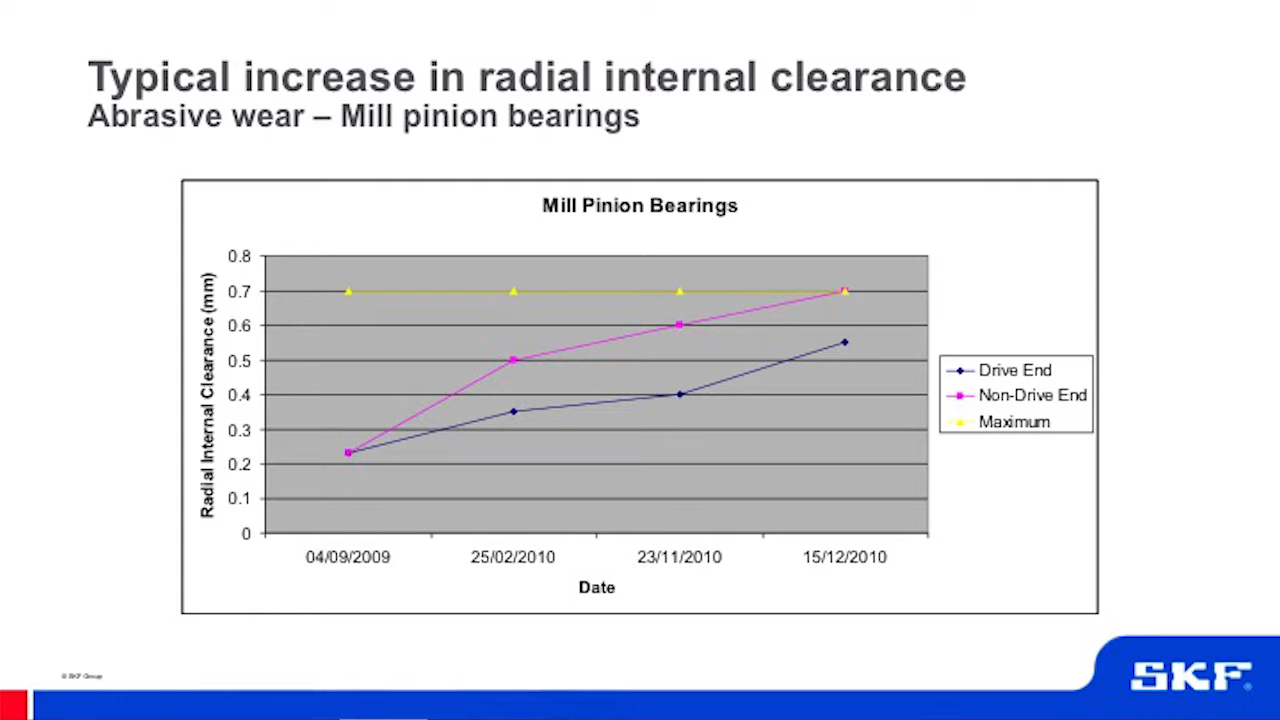 Typical increase in radial internal clearance
Abrasive wear – Mill pinion bearings
Mill Pinion Bearings
Radial Internal Clearance (mm)
0.8
0.7
0.6
0.5
0.4
0.3
0.2
0.1
0
04/09/2009 25/02/2010 23/11/2010 15/12/2010
Date
Drive End
Non-Drive End
Maximum
© SKF Group
SKF®